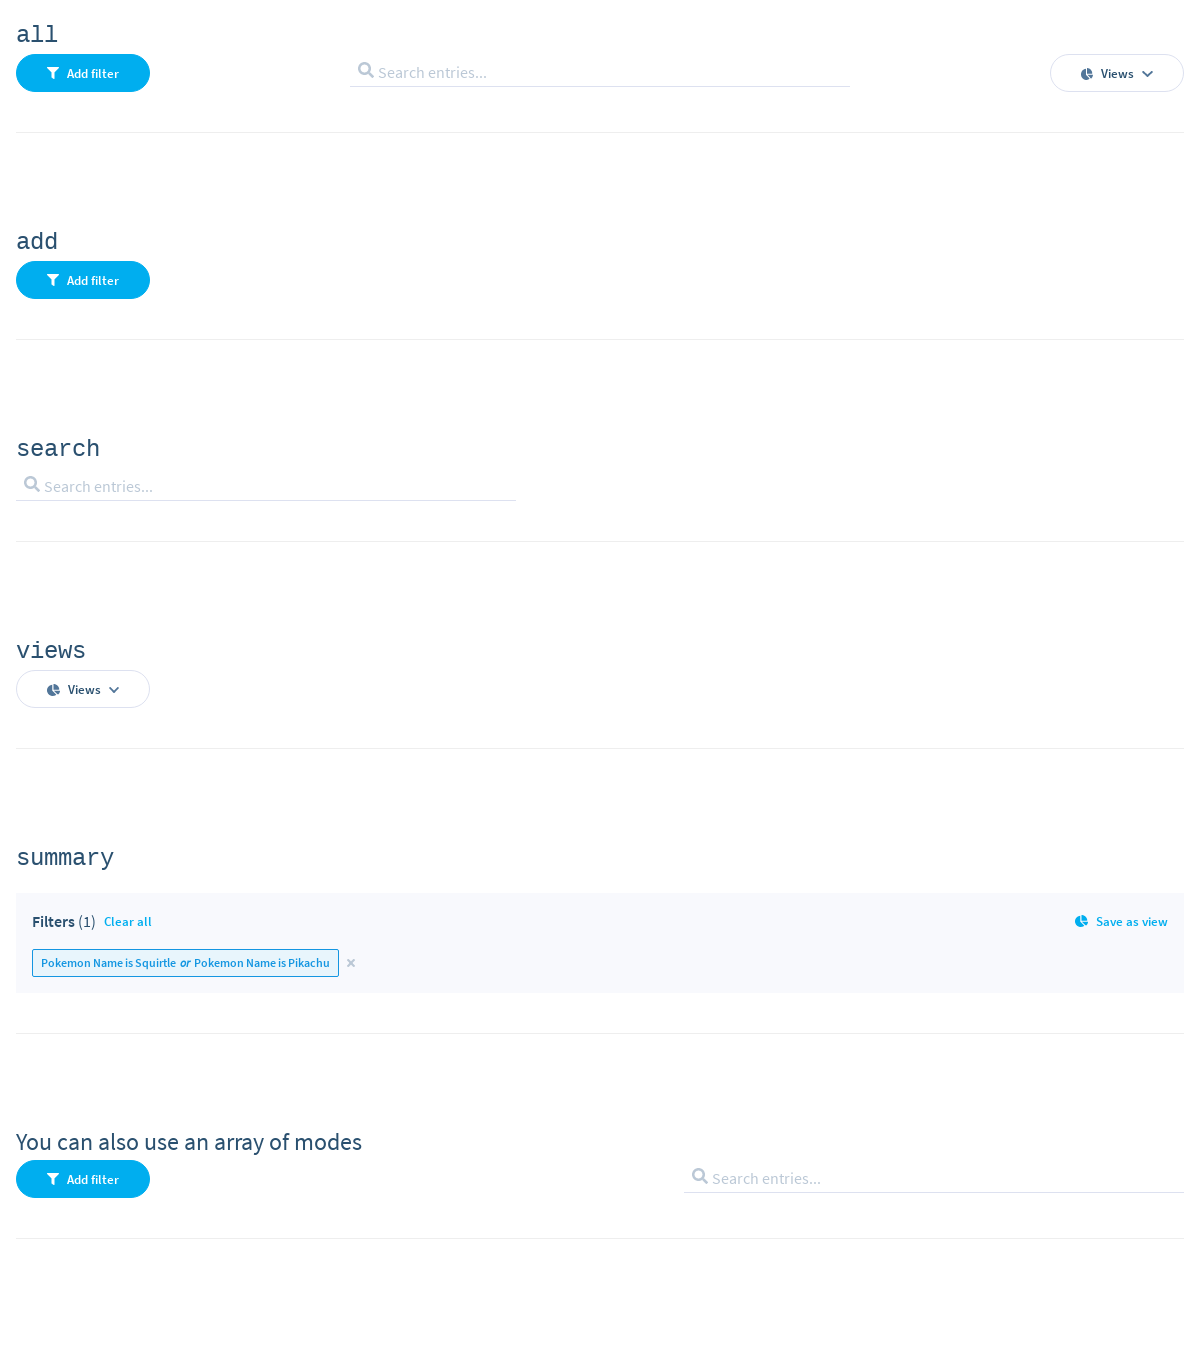 all
Add filter
Search entries...
Views
add
Add filter
search
Search entries...
views
Views
summary
Filters (1) Clear all
Save as view
Pokemon Name is Squirtle or Pokemon Name is Pikachu
You can also use an array of modes
Add filter
Search entries...